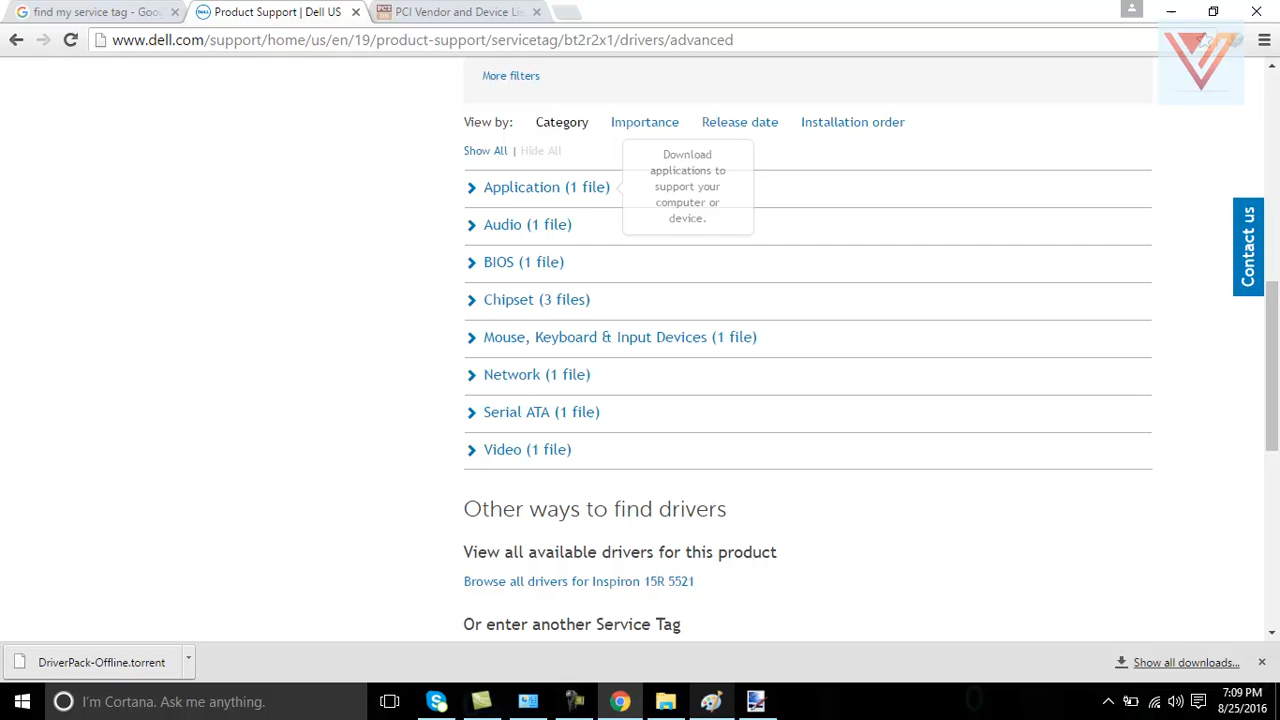 find my service tag - Goog
Product Support | Dell US
PCI Vendor and Device Lis
www.dell.com/support/home/us/en/19/product-support/servicetag/bt2r2x1/drivers/advanced
More filters
View by: Category Importance Release date Installation order
Show All | Hide All
Download
applications to
support your
computer or
device.
Application (1 file)
Audio (1 file)
BIOS (1 file)
Chipset (3 files)
Mouse, Keyboard & Input Devices (1 file)
Network (1 file)
Serial ATA (1 file)
Video (1 file)
Contact us
Other ways to find drivers
View all available drivers for this product
Browse all drivers for Inspiron 15R 5521
Or enter another Service Tag
DriverPack-Offline.torrent
Show all downloads...
I'm Cortana. Ask me anything.
7:09 PM
8/25/2016